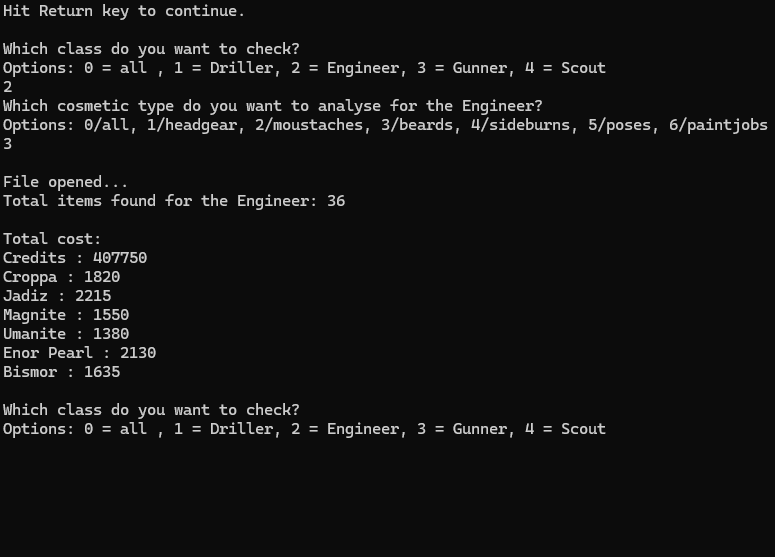 Hit Return key to continue.
Which class do you want to check?
Options: 0 = all , 1 = Driller, 2 = Engineer, 3 = Gunner, 4 = Scout
2
Which cosmetic type do you want to analyse for the Engineer?
Options: 0/all, 1/headgear, 2/moustaches, 3/beards, 4/sideburns, 5/poses, 6/paintjobs
3
File opened...
Total items found for the Engineer: 36
Total cost:
Credits : 407750
Croppa : 1820
Jadiz : 2215
Magnite : 1550
Umanite : 1380
Enor Pearl : 2130
Bismor : 1635
Which class do you want to check?
Options: 0 = all , 1 = Driller, 2 = Engineer, 3 = Gunner, 4 = Scout